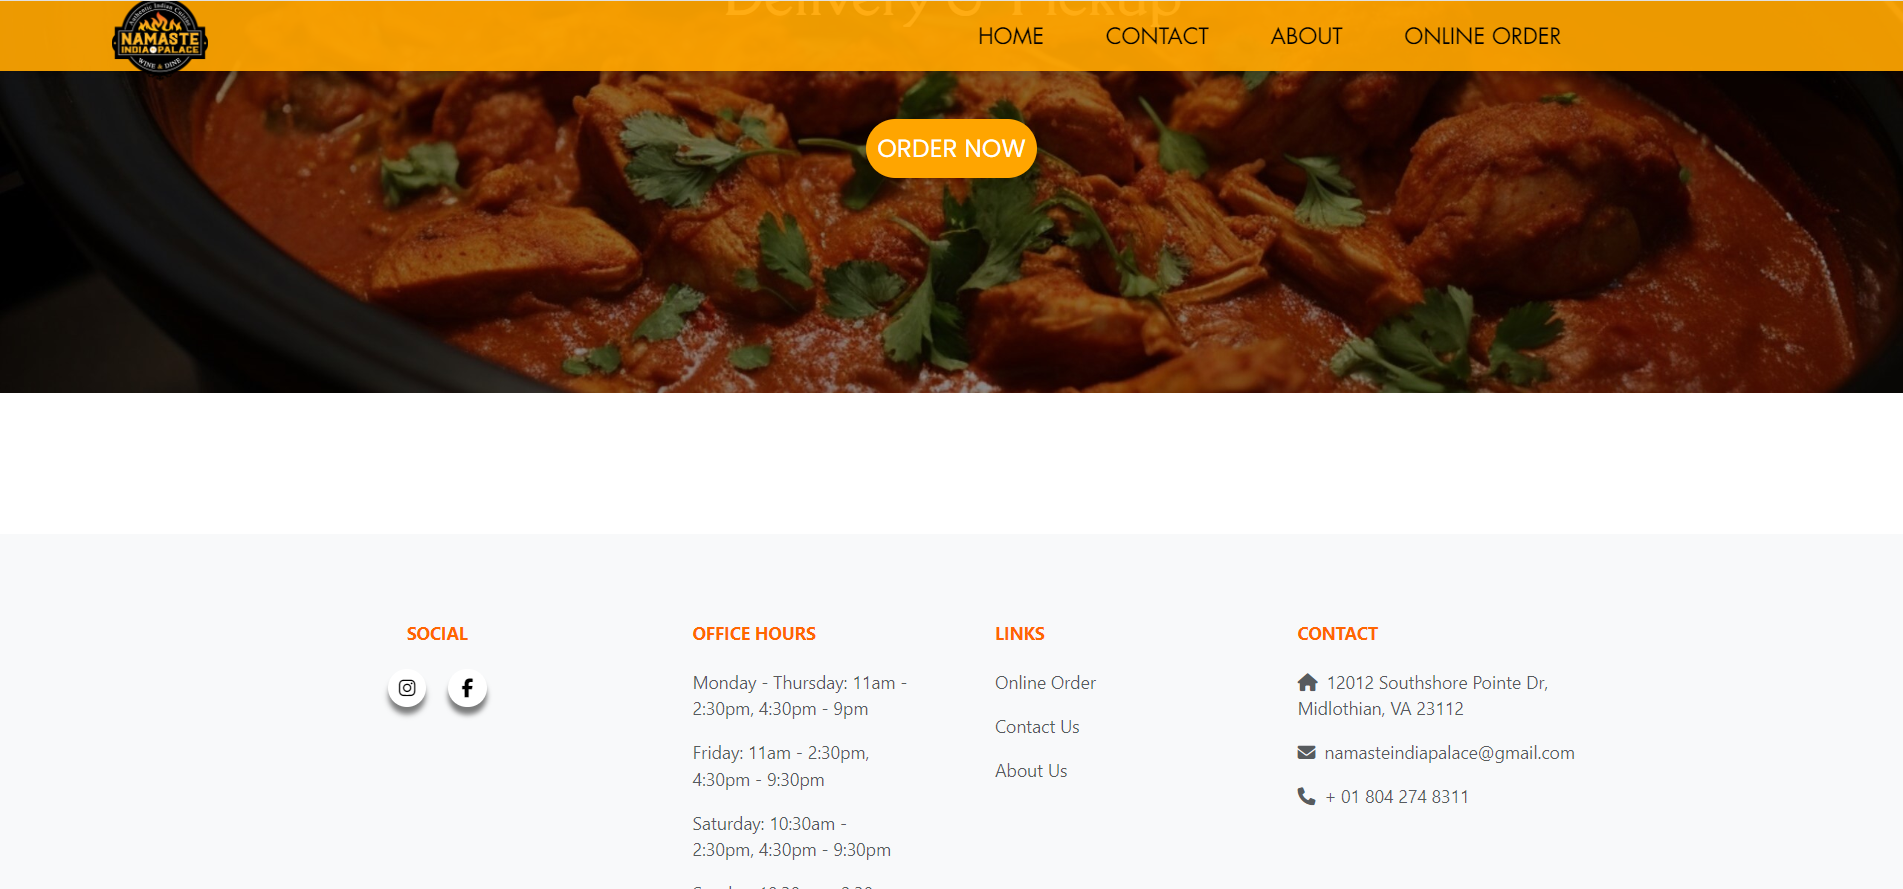 Delivery & Pickup
Authentic Indian Cuisine
NAMASTE
INDIA PALACE
WINE & DINE
HOME
CONTACT
ABOUT
ONLINE ORDER
ORDER NOW
SOCIAL
OFFICE HOURS
Monday - Thursday: 11am -
2:30pm, 4:30pm - 9pm
Friday: 11am - 2:30pm,
4:30pm - 9:30pm
Saturday: 10:30am -
2:30pm, 4:30pm - 9:30pm
LINKS
Online Order
Contact Us
About Us
CONTACT
12012 Southshore Pointe Dr,
Midlothian, VA 23112
namasteindiapalace@gmail.com
+ 01 804 274 8311